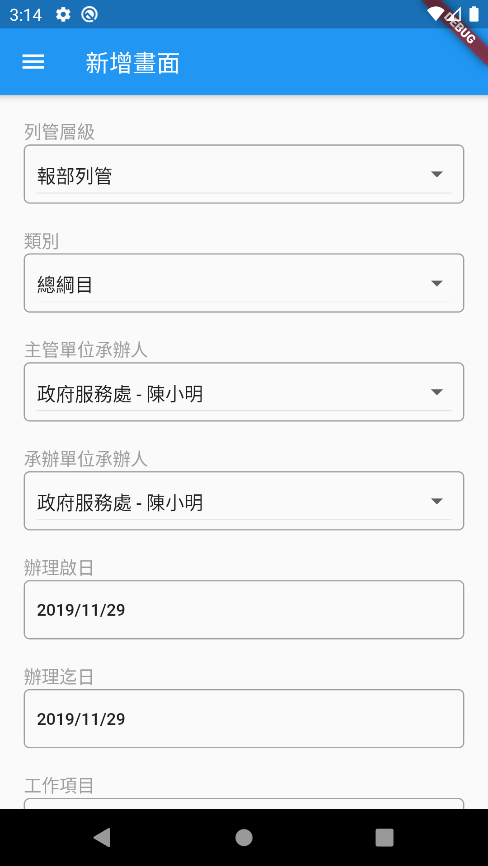 3:14
DEBUG
新增畫面
列管層級
報部列管
類別
總綱目
主管單位承辦人
政府服務處 - 陳小明
承辦單位承辦人
政府服務處 - 陳小明
辦理啟日
2019/11/29
辦理迄日
2019/11/29
工作項目